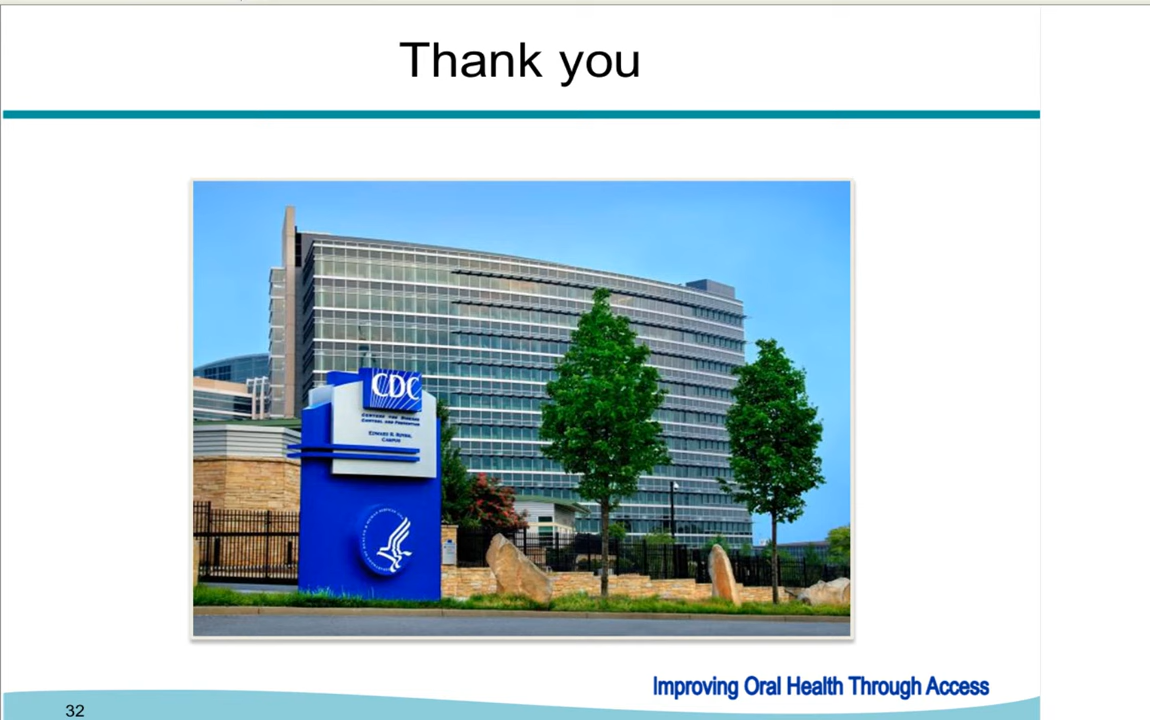 Thank you
CDC
CENTERS FOR DISEASE
CONTROL AND PREVENTION
EDWARD R. ROYBAL
CAMPUS
Improving Oral Health Through Access
32